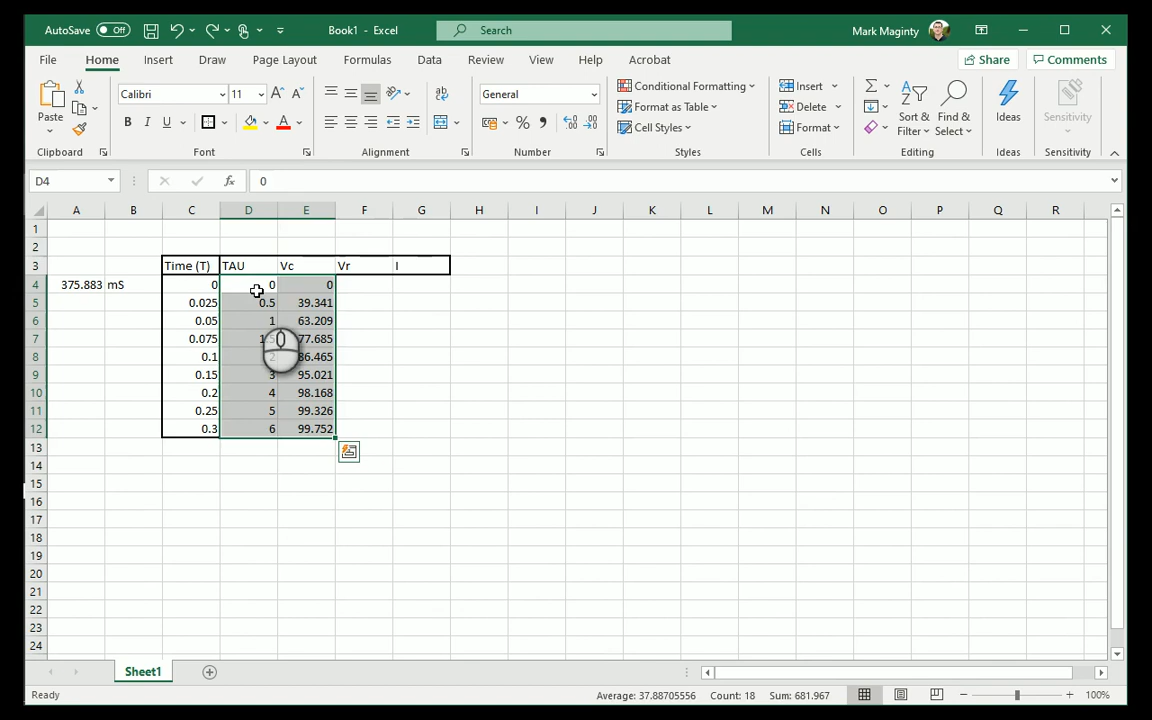 AutoSave Off Book1 - Excel Search Mark Maginty
File Home Insert Draw Page Layout Formulas Data Review View Help Acrobat Share Comments
Paste
Calibri 11
B I U
General
Conditional Formatting
Format as Table
Cell Styles
Insert
Delete
Format
Sort & Filter
Find & Select
Ideas
Sensitivity
Clipboard Font Alignment Number Styles Cells Editing Ideas Sensitivity
D4 fx 0
A B C D E F G H I J K L M N O P Q R
1
2
3 Time (T) TAU Vc Vr I
4 375.883 mS 0 0 0
5 0.025 0.5 39.341
6 0.05 1 63.209
7 0.075 77.685
8 0.1 2 86.465
9 0.15 3 95.021
10 0.2 4 98.168
11 0.25 5 99.326
12 0.3 6 99.752
13
14
15
16
17
18
19
20
21
22
23
24
Sheet1
Ready Average: 37.88705556 Count: 18 Sum: 681.967 100%